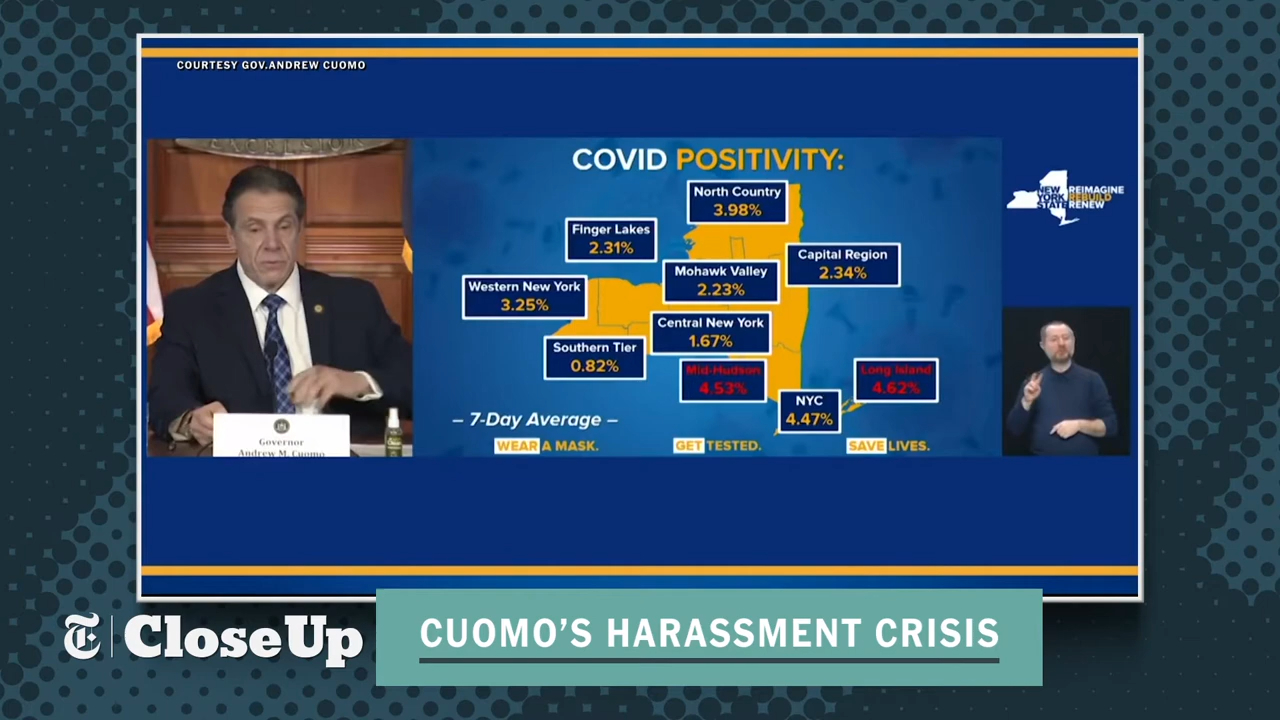 COURTESY GOV.ANDREW CUOMO
EXCELSIOR
COVID POSITIVITY:
North Country
3.98%
Finger Lakes
2.31%
Capital Region
2.34%
Mohawk Valley
2.23%
Western New York
3.25%
Central New York
1.67%
Southern Tier
0.82%
Mid-Hudson
4.53%
Long Island
4.62%
NYC
4.47%
– 7-Day Average –
WEAR A MASK.
GET TESTED.
SAVE LIVES.
NEW
YORK
STATE
REIMAGINE
REBUILD
RENEW
Governor
Andrew M. Cuomo
T
CloseUp
CUOMO'S HARASSMENT CRISIS